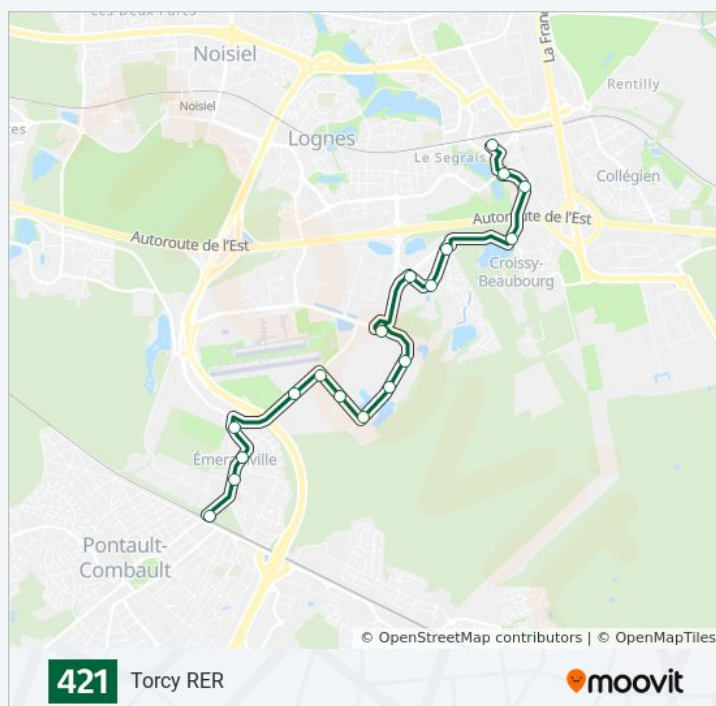 Les Deux Parcs
Noisiel
La Fran
Rentilly
Noisiel
Lognes
Le Segrais
Collégien
Autoroute de l'Est
Autoroute de l'Est
Croissy-
Beaubourg
Émerainville
Pontault-
Combault
© OpenStreetMap contributors | © OpenMapTiles
421
Torcy RER
moovit